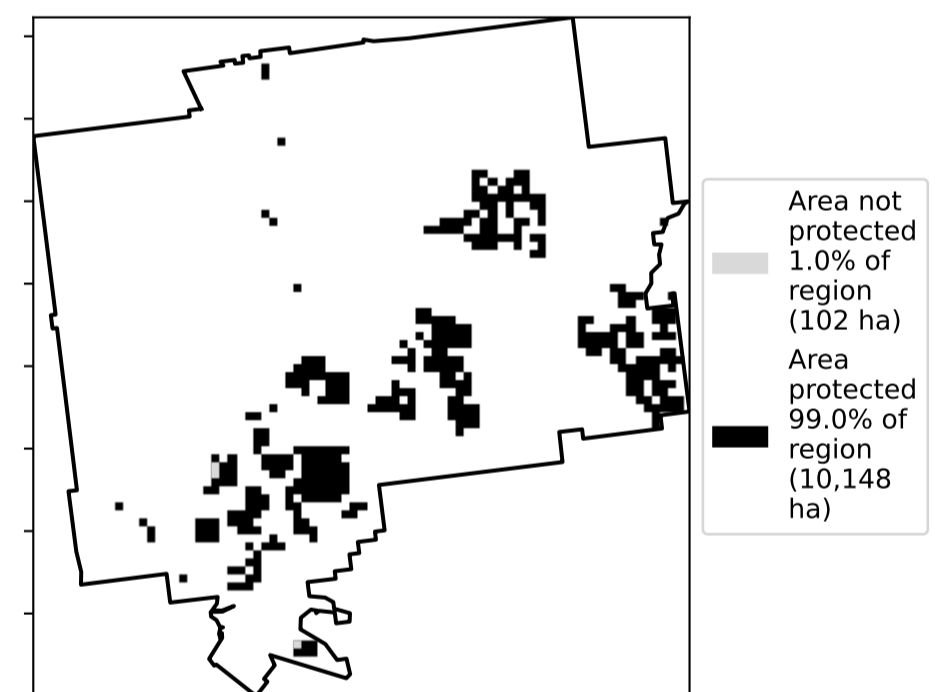 Area not
protected
1.0% of
region
(102 ha)
Area
protected
99.0% of
region
(10,148
ha)